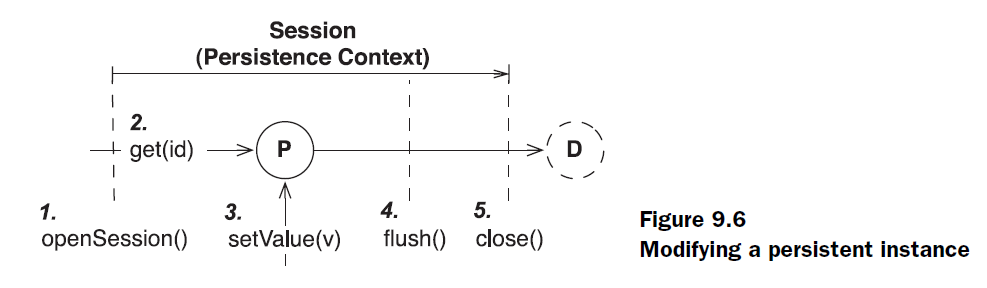 Session
(Persistence Context)
2.
get(id)
P
D
1.
openSession()
3.
setValue(v)
4.
flush()
5.
close()
Figure 9.6
Modifying a persistent instance